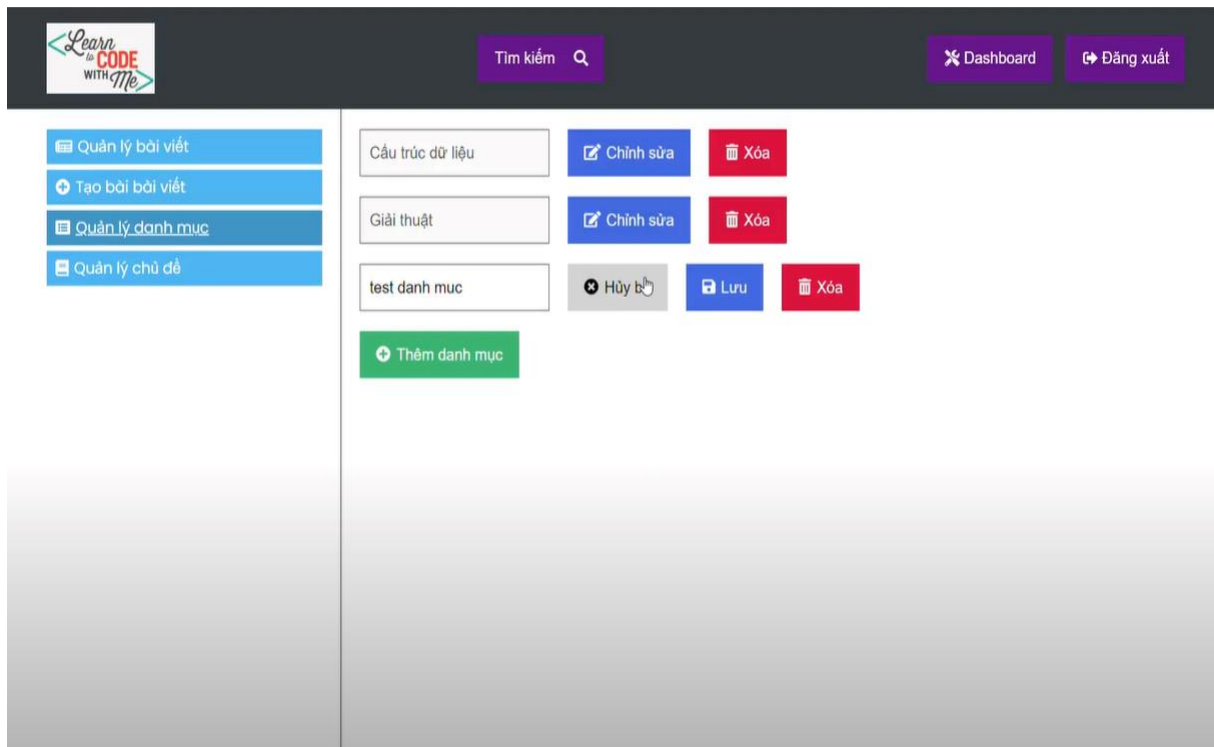 <Learn
to CODE
WITH Me>
Tìm kiếm
Dashboard
Đăng xuất
Quản lý bài viết
Tạo bài bài viết
Quản lý danh mục
Quản lý chủ đề
Cấu trúc dữ liệu Chỉnh sửa Xóa
Giải thuật Chỉnh sửa Xóa
test danh muc Hủy Lưu Xóa
Thêm danh mục